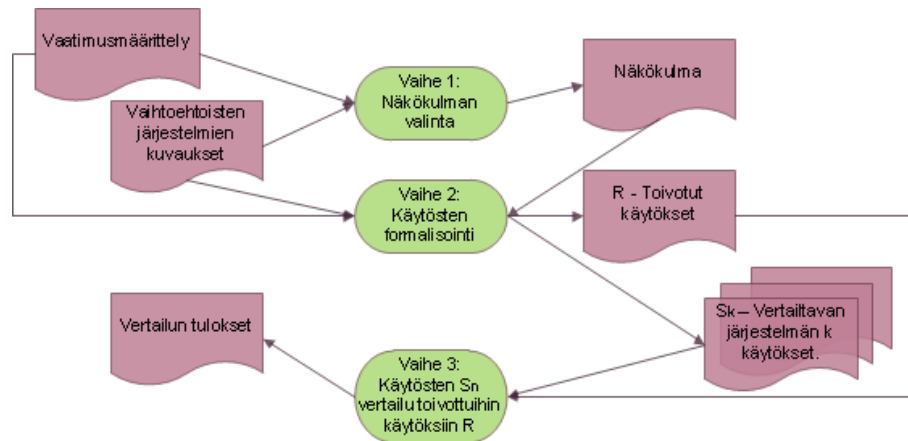 Vaatimusmäärittely
Vaihe 1:
Näkökulman
valinta
Näkökulma
Vaihtoehtoisten
järjestelmien
kuvaukset
Vaihe 2:
Käytösten
formalisointi
R - Toivotut
käytökset
Sk – Vertailtavan
järjestelmän k
käytökset.
Vertailun tulokset
Vaihe 3:
Käytösten Sn
vertailu toivottuihin
käytöksiin R